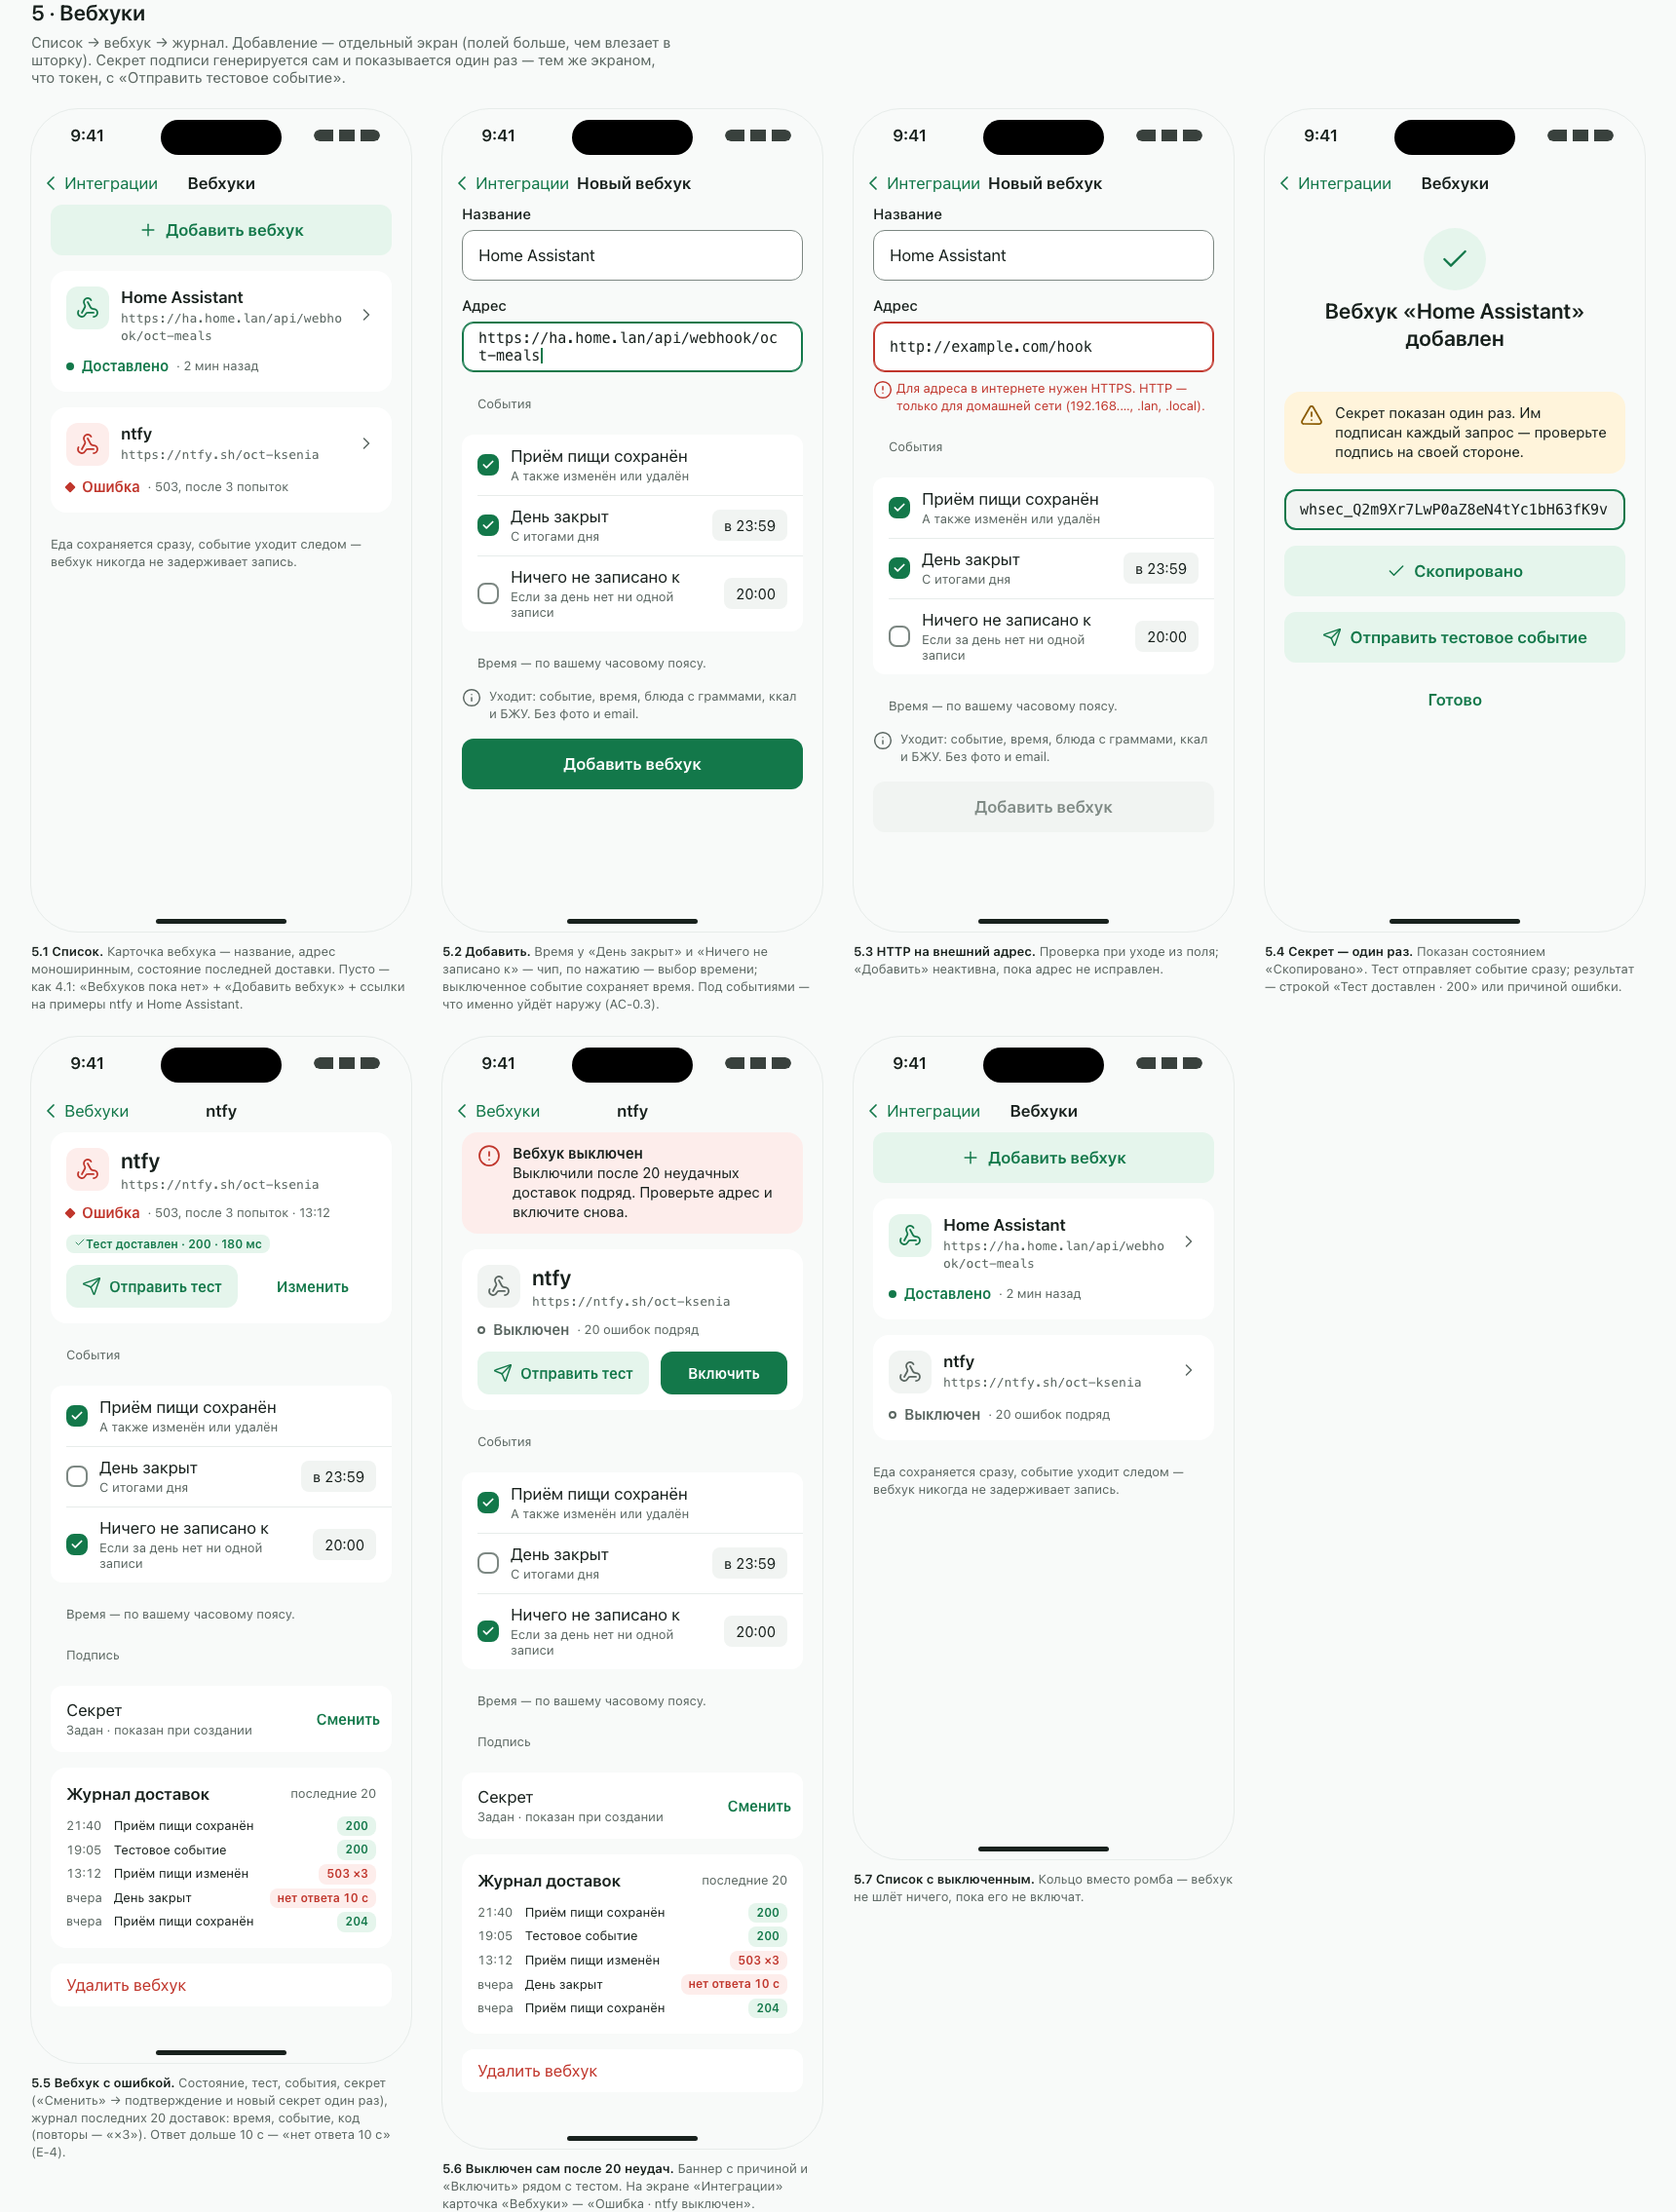 5 · Вебхуки
Список → вебхук → журнал. Добавление — отдельный экран (полей больше, чем влезает в
шторку). Секрет подписи генерируется сам и показывается один раз — тем же экраном,
что токен, с «Отправить тестовое событие».
9:41
Интеграции
Вебхуки
Добавить вебхук
Home Assistant
https://ha.home.lan/api/webho
ok/oct-meals
Доставлено · 2 мин назад
ntfy
https://ntfy.sh/oct-ksenia
Ошибка · 503, после 3 попыток
Еда сохраняется сразу, событие уходит следом —
вебхук никогда не задерживает запись.
5.1 Список. Карточка вебхука — название, адрес
моноширинным, состояние последней доставки. Пусто —
как 4.1: «Вебхуков пока нет» + «Добавить вебхук» + ссылки
на примеры ntfy и Home Assistant.
9:41
Интеграции
Новый вебхук
Название
Home Assistant
Адрес
https://ha.home.lan/api/webhook/oc
t-meals
События
Приём пищи сохранён
А также изменён или удалён
День закрыт
С итогами дня
в 23:59
Ничего не записано к
Если за день нет ни одной
записи
20:00
Время — по вашему часовому поясу.
Уходит: событие, время, блюда с граммами, ккал
и БЖУ. Без фото и email.
Добавить вебхук
5.2 Добавить. Время у «День закрыт» и «Ничего не
записано к» — чип, по нажатию — выбор времени;
выключенное событие сохраняет время. Под событиями —
что именно уйдёт наружу (AC-0.3).
9:41
Интеграции
Новый вебхук
Название
Home Assistant
Адрес
http://example.com/hook
Для адреса в интернете нужен HTTPS. HTTP —
только для домашней сети (192.168.…, .lan, .local).
События
Приём пищи сохранён
А также изменён или удалён
День закрыт
С итогами дня
в 23:59
Ничего не записано к
Если за день нет ни одной
записи
20:00
Время — по вашему часовому поясу.
Уходит: событие, время, блюда с граммами, ккал
и БЖУ. Без фото и email.
Добавить вебхук
5.3 HTTP на внешний адрес. Проверка при уходе из поля;
«Добавить» неактивна, пока адрес не исправлен.
9:41
Интеграции
Вебхуки
Вебхук «Home Assistant»
добавлен
Секрет показан один раз. Им
подписан каждый запрос — проверьте
подпись на своей стороне.
whsec_Q2m9Xr7LwP0aZ8eN4tYc1bH63fK9v
Скопировано
Отправить тестовое событие
Готово
5.4 Секрет — один раз. Показан состоянием
«Скопировано». Тест отправляет событие сразу; результат
— строкой «Тест доставлен · 200» или причиной ошибки.
9:41
Вебхуки
ntfy
ntfy
https://ntfy.sh/oct-ksenia
Ошибка · 503, после 3 попыток · 13:12
Тест доставлен · 200 · 180 мс
Отправить тест
Изменить
События
Приём пищи сохранён
А также изменён или удалён
День закрыт
С итогами дня
в 23:59
Ничего не записано к
Если за день нет ни одной
записи
20:00
Время — по вашему часовому поясу.
Подпись
Секрет
Задан · показан при создании
Сменить
Журнал доставок последние 20
21:40 Приём пищи сохранён 200
19:05 Тестовое событие 200
13:12 Приём пищи изменён 503 ×3
вчера День закрыт нет ответа 10 с
вчера Приём пищи сохранён 204
Удалить вебхук
5.5 Вебхук с ошибкой. Состояние, тест, события, секрет
(«Сменить» → подтверждение и новый секрет один раз),
журнал последних 20 доставок: время, событие, код
(повторы — «×3»). Ответ дольше 10 с — «нет ответа 10 с»
(E-4).
9:41
Вебхуки
ntfy
Вебхук выключен
Выключили после 20 неудачных
доставок подряд. Проверьте адрес и
включите снова.
ntfy
https://ntfy.sh/oct-ksenia
Выключен · 20 ошибок подряд
Отправить тест
Включить
События
Приём пищи сохранён
А также изменён или удалён
День закрыт
С итогами дня
в 23:59
Ничего не записано к
Если за день нет ни одной
записи
20:00
Время — по вашему часовому поясу.
Подпись
Секрет
Задан · показан при создании
Сменить
Журнал доставок последние 20
21:40 Приём пищи сохранён 200
19:05 Тестовое событие 200
13:12 Приём пищи изменён 503 ×3
вчера День закрыт нет ответа 10 с
вчера Приём пищи сохранён 204
Удалить вебхук
5.6 Выключен сам после 20 неудач. Баннер с причиной и
«Включить» рядом с тестом. На экране «Интеграции»
карточка «Вебхуки» — «Ошибка · ntfy выключен».
9:41
Интеграции
Вебхуки
Добавить вебхук
Home Assistant
https://ha.home.lan/api/webho
ok/oct-meals
Доставлено · 2 мин назад
ntfy
https://ntfy.sh/oct-ksenia
Выключен · 20 ошибок подряд
Еда сохраняется сразу, событие уходит следом —
вебхук никогда не задерживает запись.
5.7 Список с выключенным. Кольцо вместо ромба — вебхук
не шлёт ничего, пока его не включат.